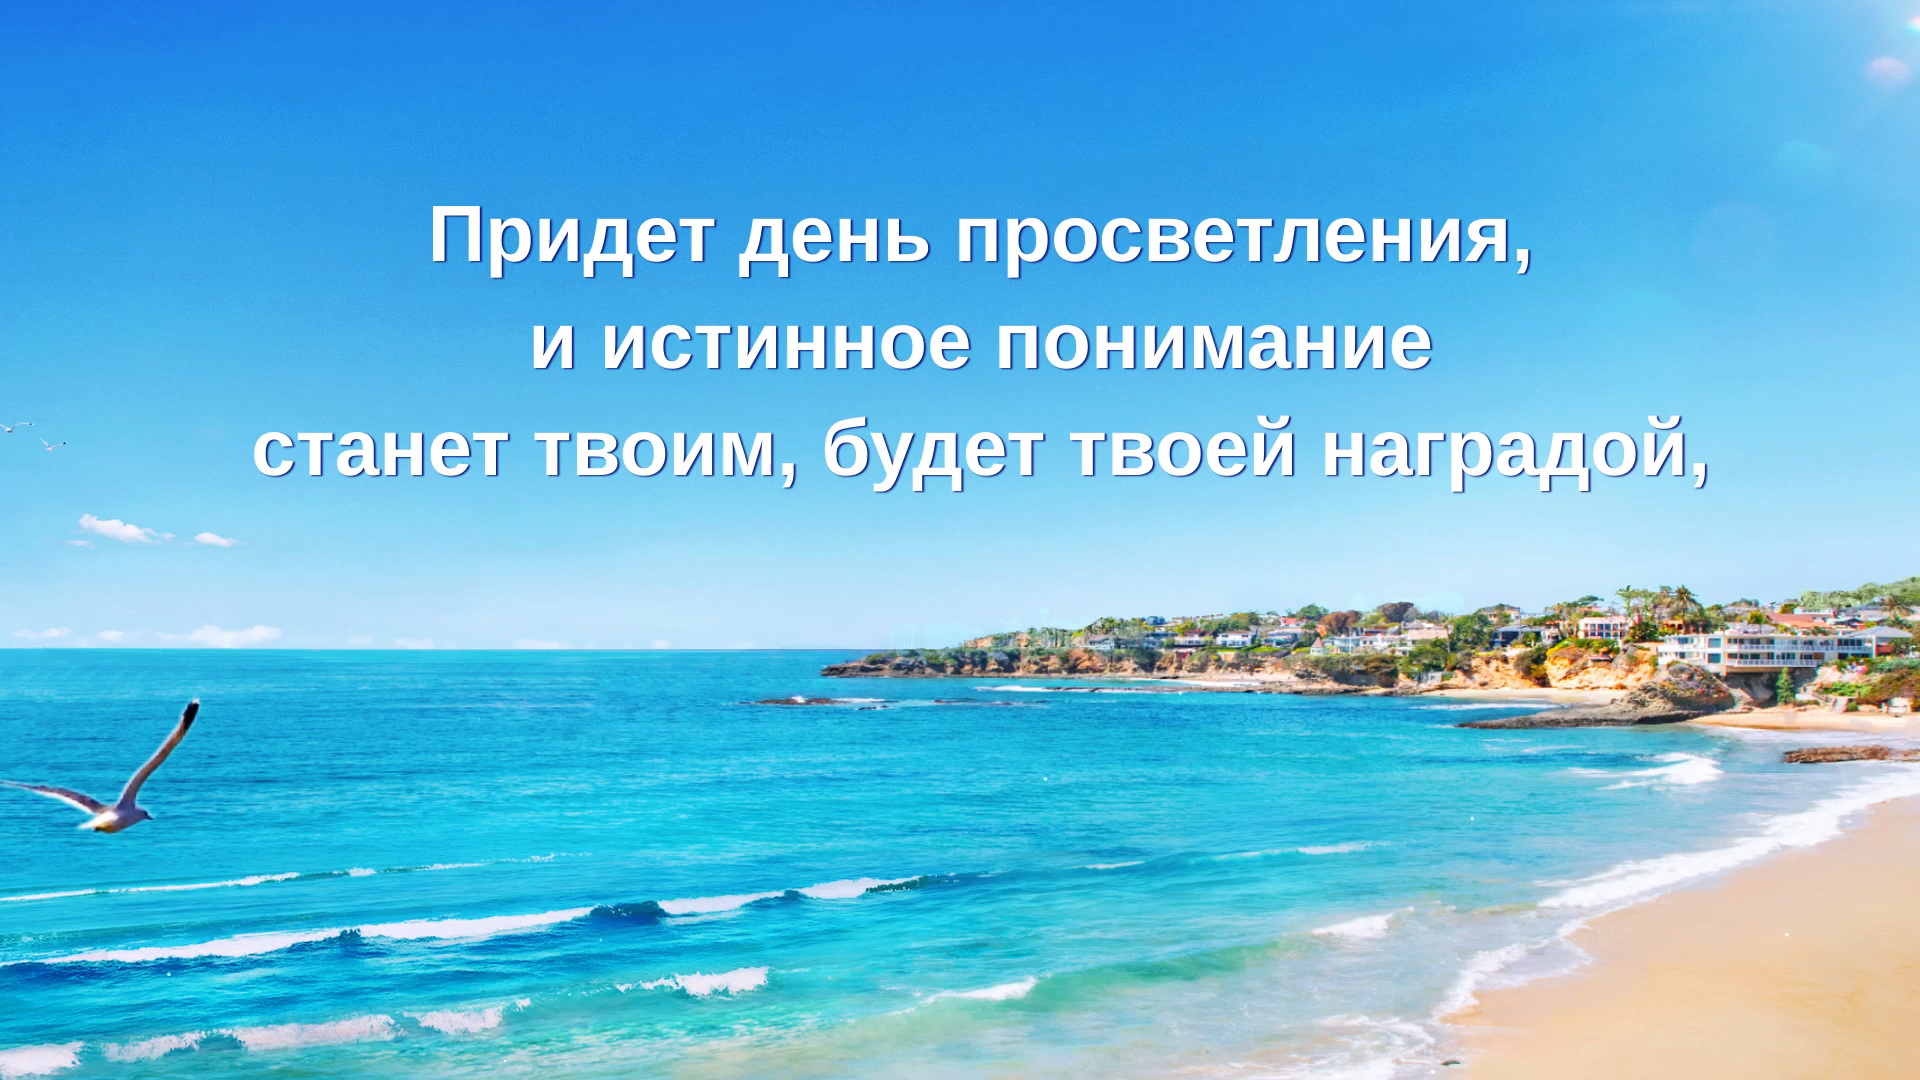 Придет день просветления,
и истинное понимание
станет твоим, будет твоей наградой,